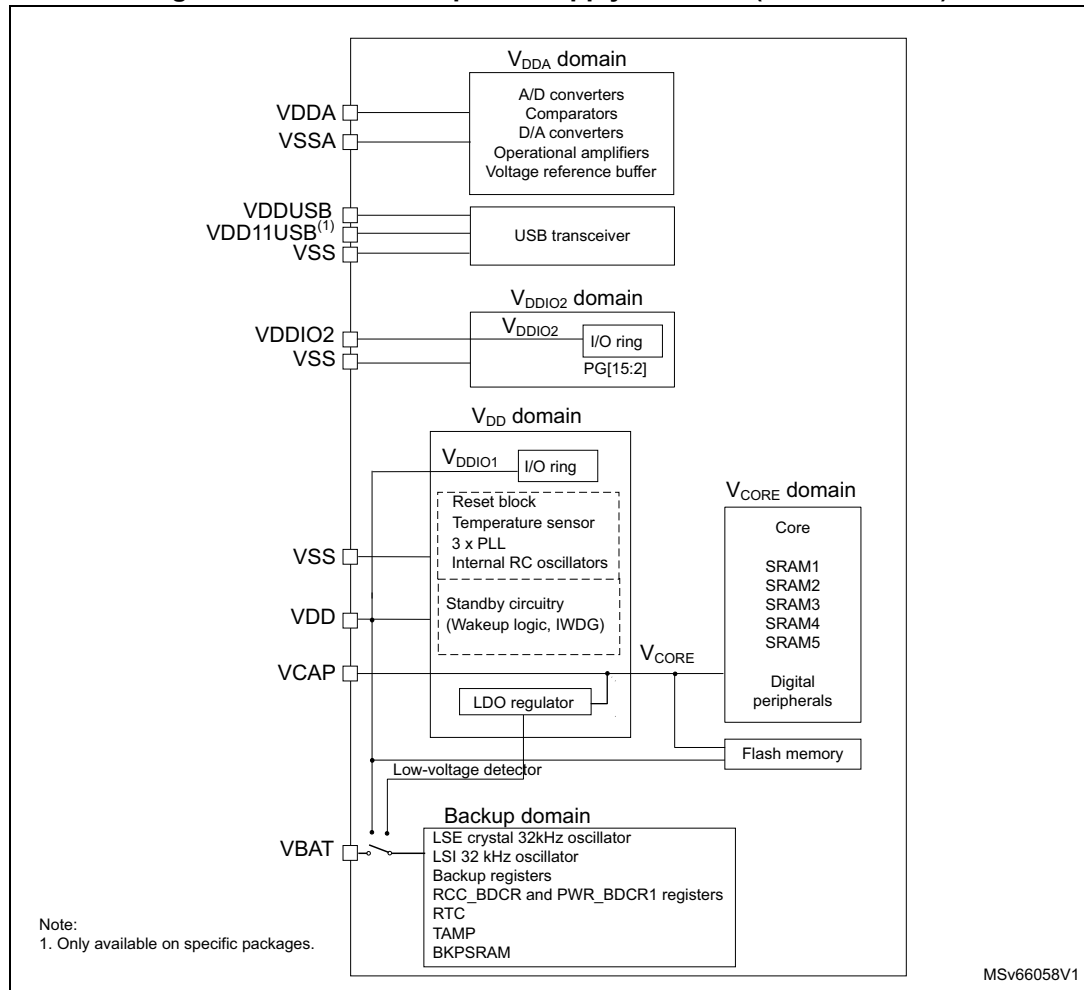 VDDA domain
A/D converters
Comparators
D/A converters
Operational amplifiers
Voltage reference buffer
VDDA
VSSA
VDDUSB
VDD11USB(1)
VSS
USB transceiver
VDDIO2 domain
VDDIO2
VSS
VDDIO2
I/O ring
PG[15:2]
VDD domain
VDDIO1
I/O ring
Reset block
Temperature sensor
3 x PLL
Internal RC oscillators
Standby circuitry
(Wakeup logic, IWDG)
VSS
VDD
VCAP
LDO regulator
VCORE
VCORE domain
Core
SRAM1
SRAM2
SRAM3
SRAM4
SRAM5
Digital
peripherals
Flash memory
Low-voltage detector
Backup domain
VBAT
LSE crystal 32kHz oscillator
LSI 32 kHz oscillator
Backup registers
RCC_BDCR and PWR_BDCR1 registers
RTC
TAMP
BKPSRAM
Note:
1. Only available on specific packages.
MSv66058V1